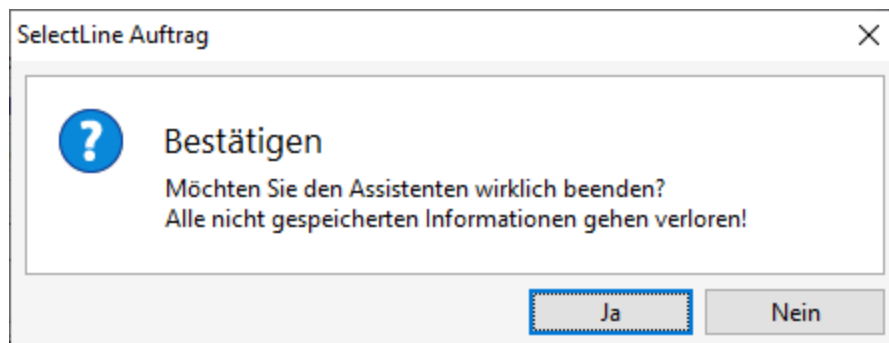 SelectLine Auftrag
Bestätigen
Möchten Sie den Assistenten wirklich beenden?
Alle nicht gespeicherten Informationen gehen verloren!
Ja
Nein